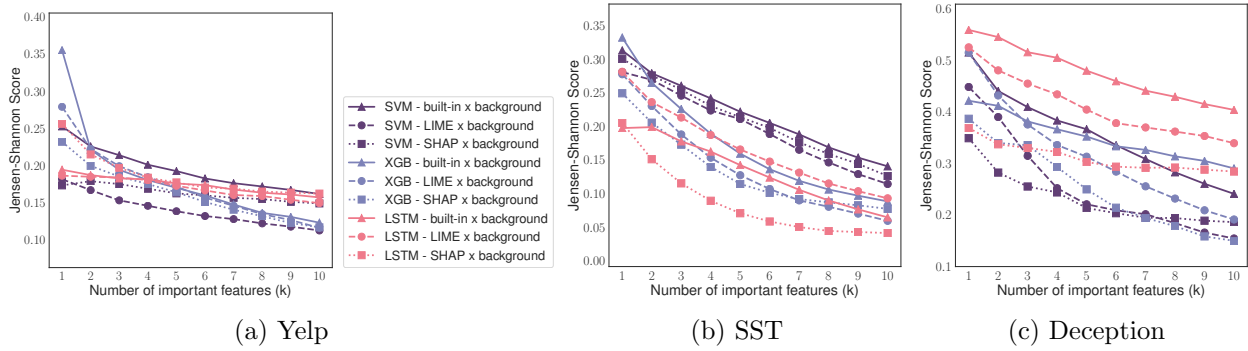 0.40
0.35
0.30
0.25
0.20
0.15
0.10
Jensen-Shannon Score
1 2 3 4 5 6 7 8 9 10
Number of important features (k)
(a) Yelp
SVM - built-in x background
SVM - LIME x background
SVM - SHAP x background
XGB - built-in x background
XGB - LIME x background
XGB - SHAP x background
LSTM - built-in x background
LSTM - LIME x background
LSTM - SHAP x background
0.35
0.30
0.25
0.20
0.15
0.10
0.05
0.00
Jensen-Shannon Score
1 2 3 4 5 6 7 8 9 10
Number of important features (k)
(b) SST
0.6
0.5
0.4
0.3
0.2
0.1
Jensen-Shannon Score
1 2 3 4 5 6 7 8 9 10
Number of important features (k)
(c) Deception